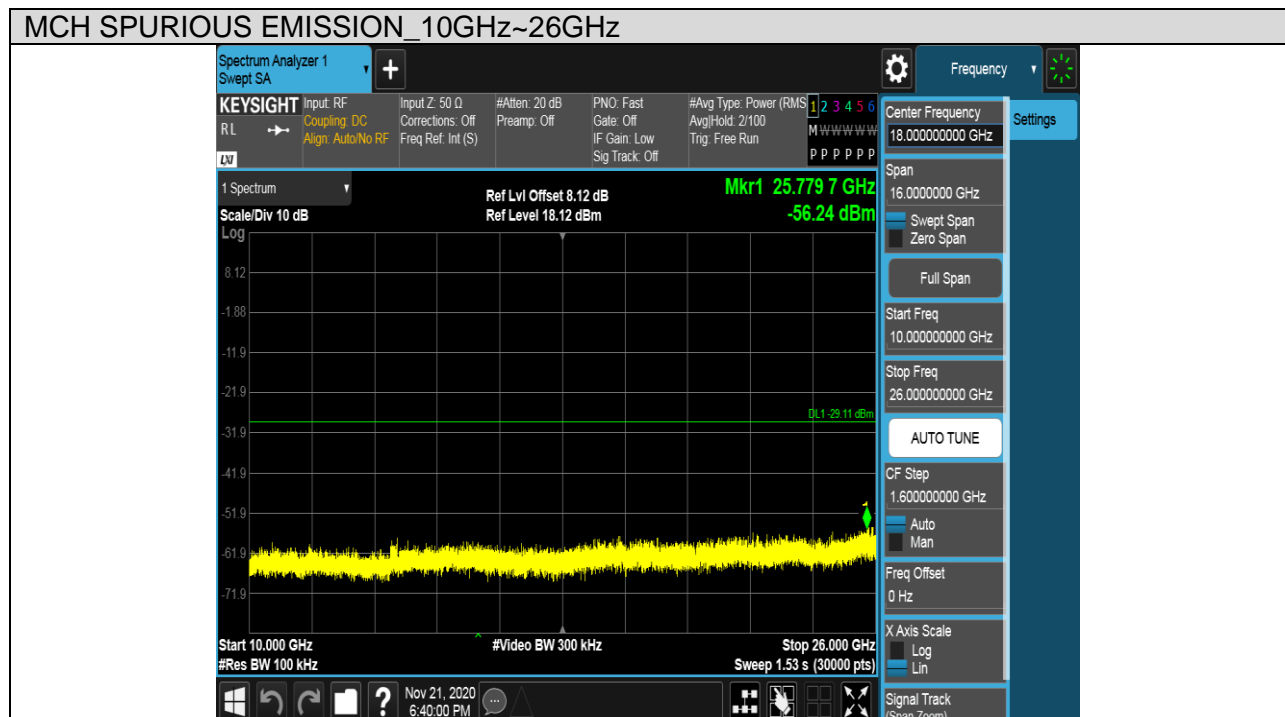 MCH SPURIOUS EMISSION_10GHz~26GHz
Spectrum Analyzer 1
Swept SA
+
Frequency
KEYSIGHT
RL
LXI
Input: RF
Coupling: DC
Align: Auto/No RF
Input Z: 50 Ω
Corrections: Off
Freq Ref: Int (S)
#Atten: 20 dB
Preamp: Off
PNO: Fast
Gate: Off
IF Gain: Low
Sig Track: Off
#Avg Type: Power (RMS
Avg|Hold: 2/100
Trig: Free Run
1 2 3 4 5 6
M W W W W W
P P P P P P
Center Frequency
18.000000000 GHz
Settings
1 Spectrum
Scale/Div 10 dB
Ref Lvl Offset 8.12 dB
Ref Level 18.12 dBm
Mkr1 25.779 7 GHz
-56.24 dBm
Log
8.12
-1.88
-11.9
-21.9
-31.9
-41.9
-51.9
-61.9
-71.9
DL1 -29.11 dBm
1
Start 10.000 GHz
#Res BW 100 kHz
#Video BW 300 kHz
Stop 26.000 GHz
Sweep 1.53 s (30000 pts)
Span
16.0000000 GHz
Swept Span
Zero Span
Full Span
Start Freq
10.000000000 GHz
Stop Freq
26.000000000 GHz
AUTO TUNE
CF Step
1.600000000 GHz
Auto
Man
Freq Offset
0 Hz
X Axis Scale
Log
Lin
Signal Track
(Span Zoom)
?
Nov 21, 2020
6:40:00 PM